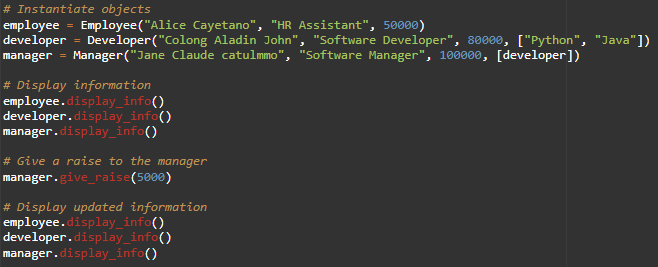 # Instantiate objects
employee = Employee("Alice Cayetano", "HR Assistant", 50000)
developer = Developer("Colong Aladin John", "Software Developer", 80000, ["Python", "Java"])
manager = Manager("Jane Claude catulmmo", "Software Manager", 100000, [developer])
# Display information
employee.display_info()
developer.display_info()
manager.display_info()
# Give a raise to the manager
manager.give_raise(5000)
# Display updated information
employee.display_info()
developer.display_info()
manager.display_info()